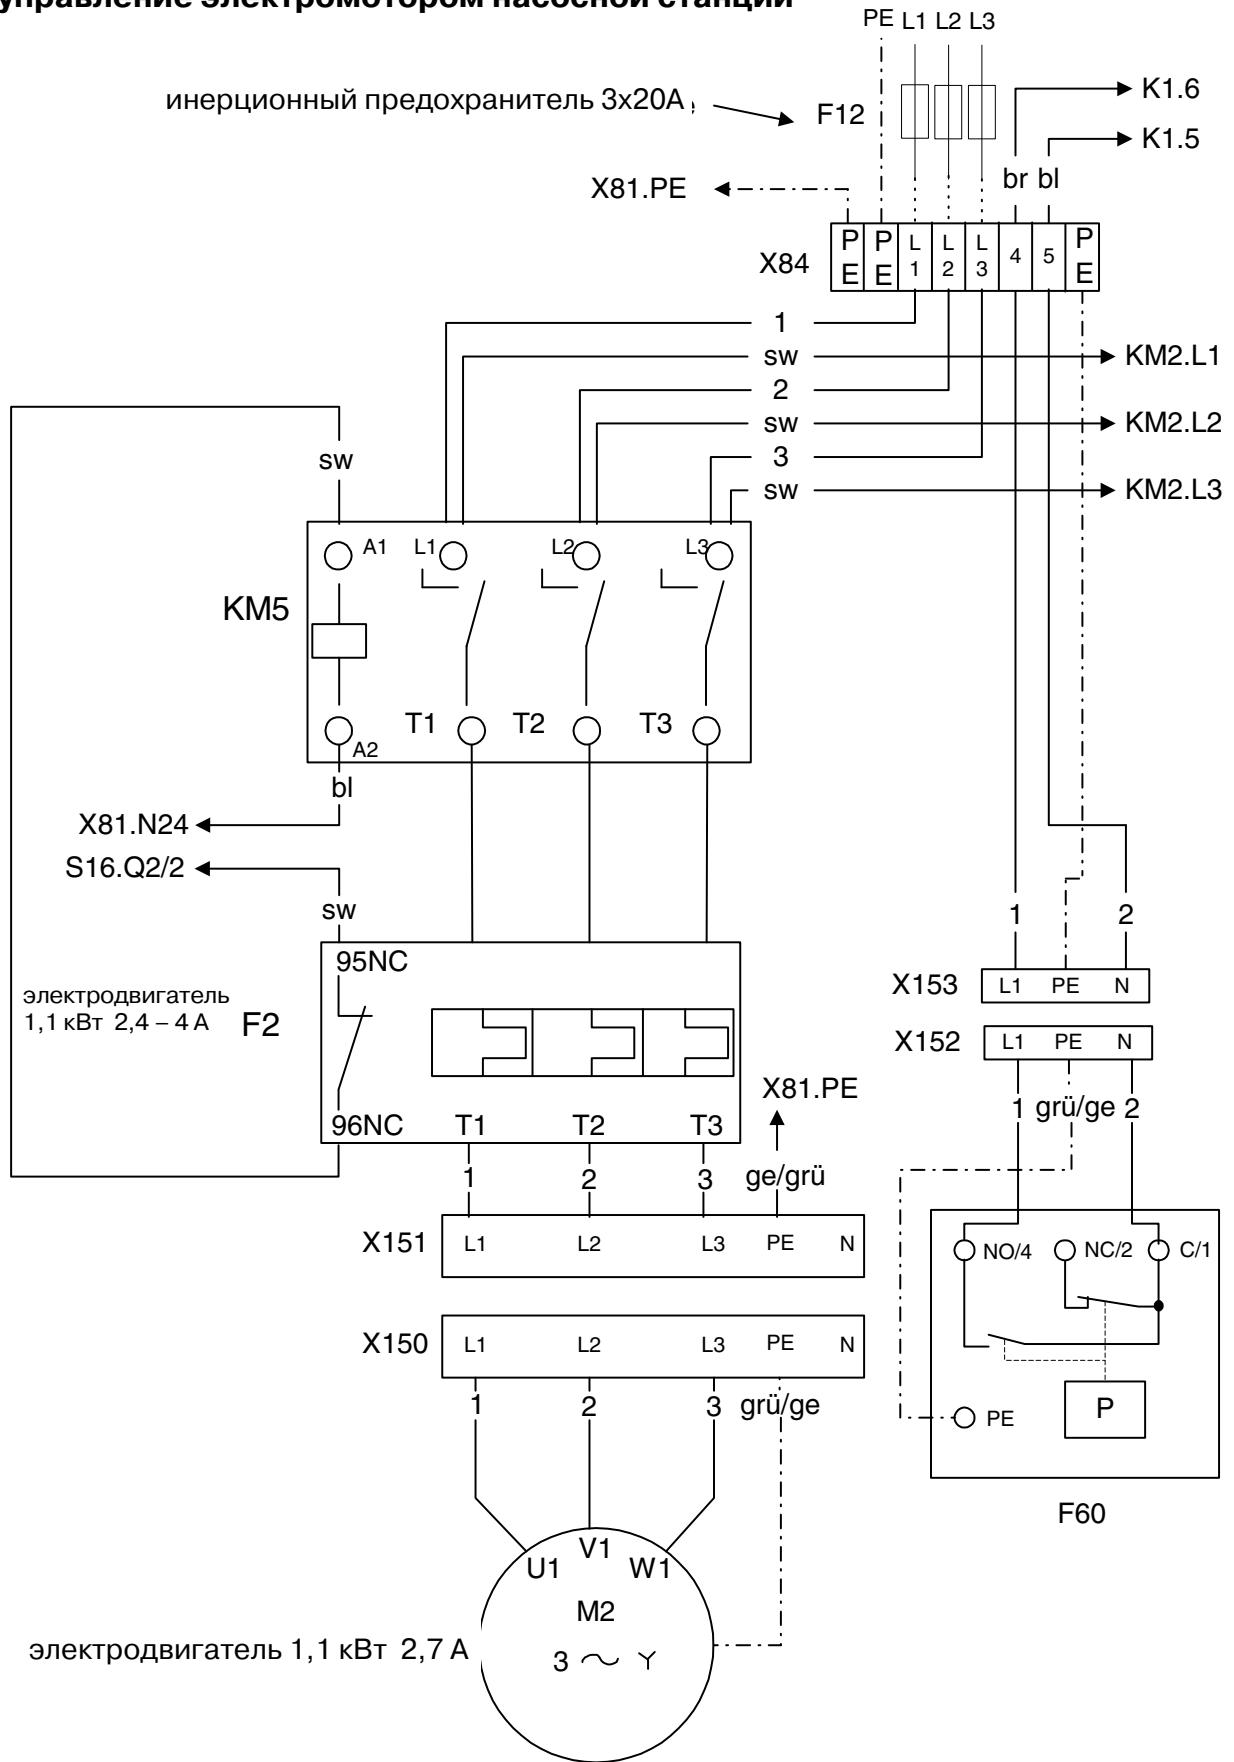 управление электромотором насосной станции
PE L1 L2 L3
инерционный предохранитель 3x20A
F12
K1.6
K1.5
br bl
X81.PE
X84
PE PE L1 L2 L3 4 5 PE
1
sw
KM2.L1
2
sw
KM2.L2
3
sw
KM2.L3
sw
A1 L1 L2 L3
KM5
T1 T2 T3
A2
bl
X81.N24
S16.Q2/2
sw
1 2
95NC
X153
L1 PE N
электродвигатель
1,1 кВт 2,4 – 4 А
F2
X152
L1 PE N
X81.PE
1 grü/ge 2
96NC T1 T2 T3
1 2 3 ge/grü
X151
L1 L2 L3 PE N
NO/4 NC/2 C/1
X150
L1 L2 L3 PE N
1 2 3 grü/ge
PE
P
F60
U1 V1 W1
M2
3 Y
электродвигатель 1,1 кВт 2,7 А